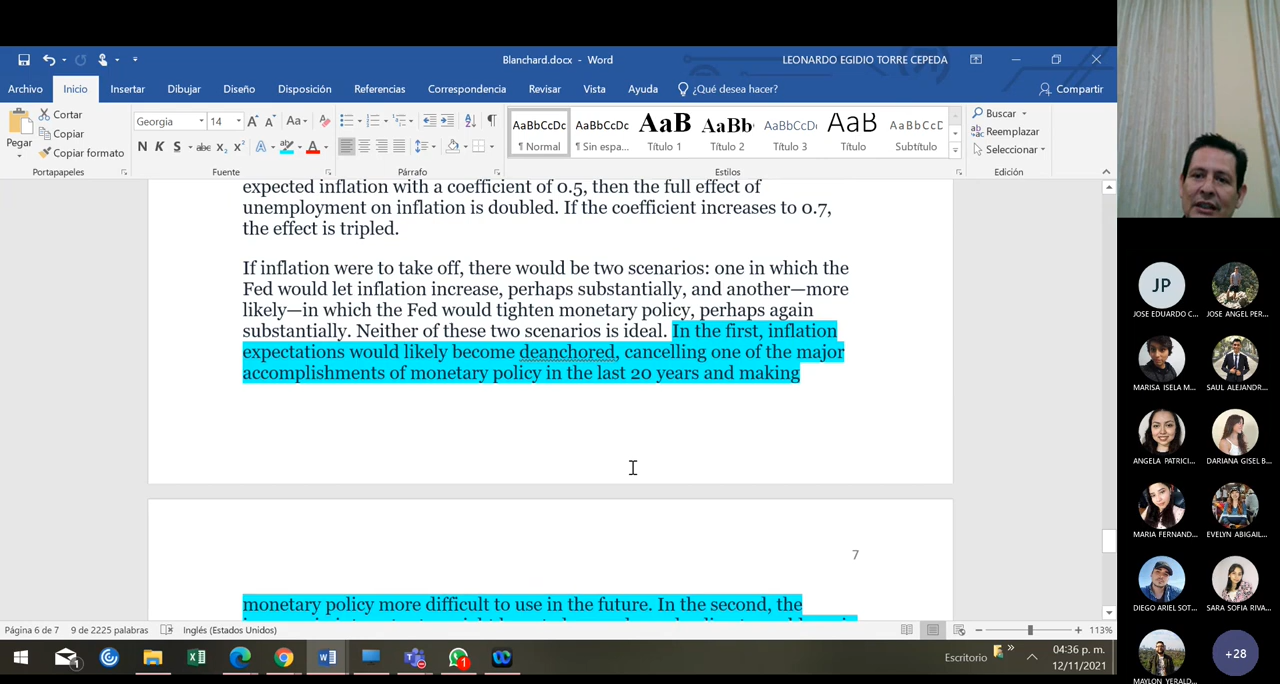 Blanchard.docx - Word
LEONARDO EGIDIO TORRE CEPEDA
Archivo Inicio Insertar Dibujar Diseño Disposición Referencias Correspondencia Revisar Vista Ayuda ¿Qué desea hacer? Compartir
Pegar
Cortar
Copiar
Copiar formato
Portapapeles
Georgia 14
N K S abc
Fuente
Párrafo
AaBbCcDc AaBbCcDc AaB AaBb AaBbCcD AaB AaBbCcD
¶ Normal ¶ Sin espa... Título 1 Título 2 Título 3 Título Subtítulo
Estilos
Buscar
Reemplazar
Seleccionar
Edición
expected inflation with a coefficient of 0.5, then the full effect of
unemployment on inflation is doubled. If the coefficient increases to 0.7,
the effect is tripled.
If inflation were to take off, there would be two scenarios: one in which the
Fed would let inflation increase, perhaps substantially, and another—more
likely—in which the Fed would tighten monetary policy, perhaps again
substantially. Neither of these two scenarios is ideal. In the first, inflation
expectations would likely become deanchored, cancelling one of the major
accomplishments of monetary policy in the last 20 years and making
7
monetary policy more difficult to use in the future. In the second, the
Página 6 de 7 9 de 2225 palabras Inglés (Estados Unidos)
113%
Escritorio
04:36 p. m.
12/11/2021
JP
JOSE EDUARDO C... JOSE ANGEL PER...
MARISA ISELA M... SAUL ALEJANDR...
ANGELA PATRICI... DARIANA GISEL B...
MARIA FERNAND... EVELYN ABIGAIL...
DIEGO ARIEL SOT... SARA SOFIA RIVA...
MAYLON YERALD...
+28